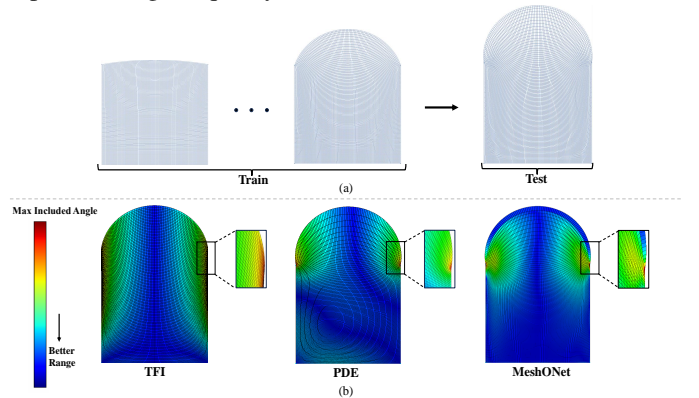 Train
Test
(a)
Max Included Angle
Better
Range
TFI
PDE
MeshONet
(b)